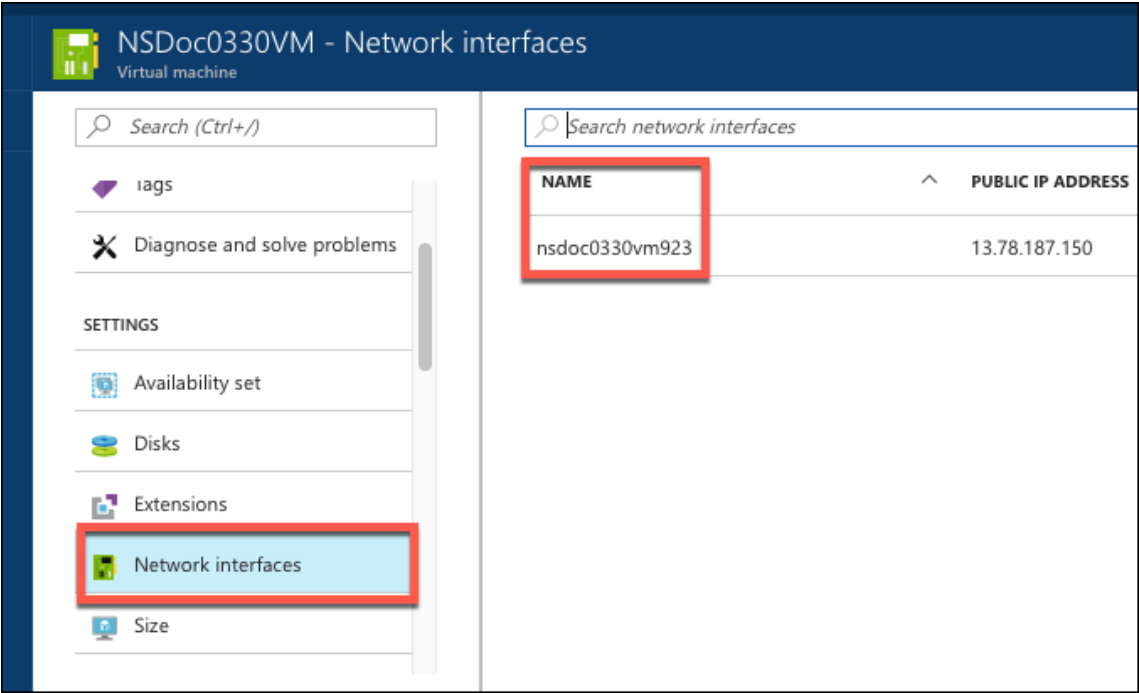 NSDoc0330VM - Network interfaces
Virtual machine
Search (Ctrl+/)
Tags
Diagnose and solve problems
SETTINGS
Availability set
Disks
Extensions
Network interfaces
Size
Search network interfaces
NAME PUBLIC IP ADDRESS
nsdoc0330vm923 13.78.187.150